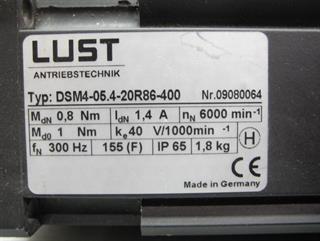 LUST
ANTRIEBSTECHNIK
Typ: DSM4-05.4-20R86-400 Nr.09080064
MdN 0,8 Nm IdN 1,4 A nN 6000 min⁻¹
Md0 1 Nm ke 40 V/1000min⁻¹ H
fN 300 Hz 155 (F) IP 65 1,8 kg
CE
Made in Germany